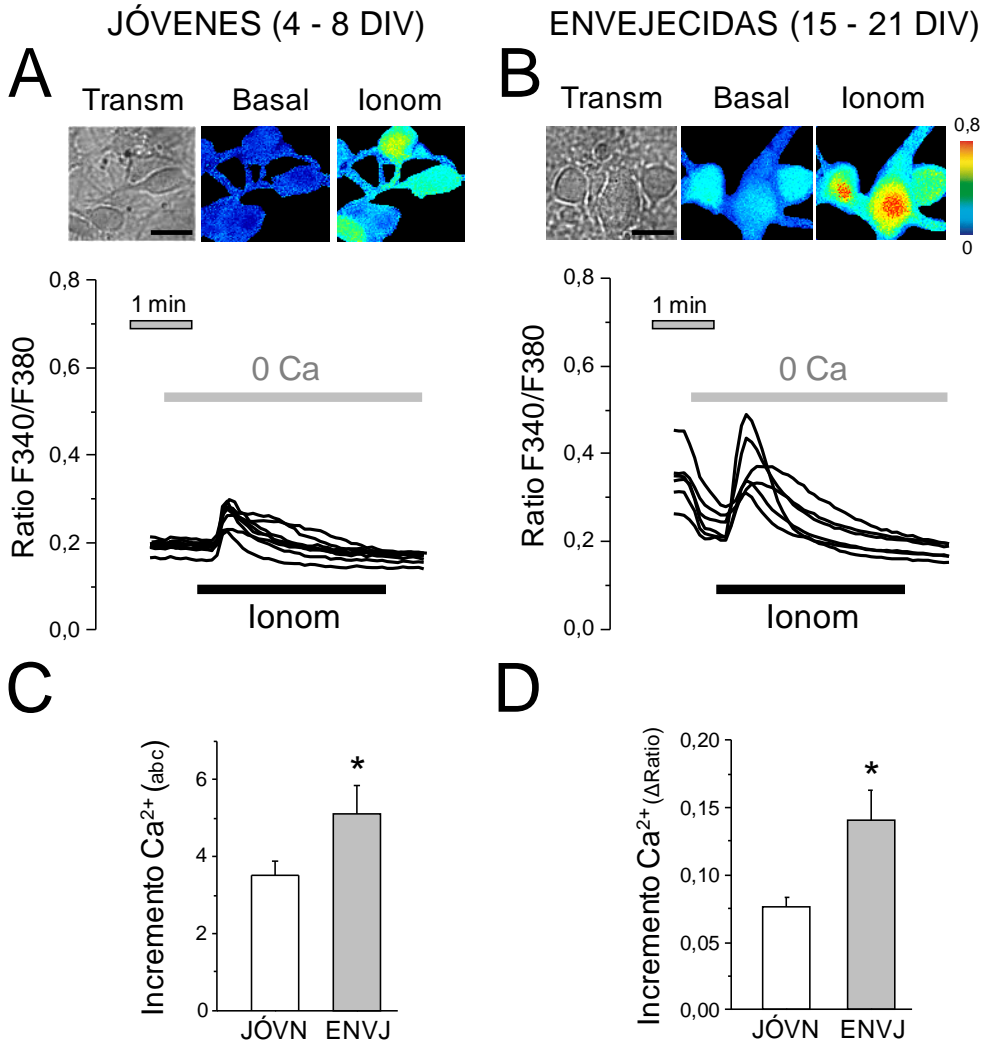 JÓVENES (4 - 8 DIV)
ENVEJECIDAS (15 - 21 DIV)
A
Transm Basal Ionom
B
Transm Basal Ionom
0,8
0
0,8
0,6
0,4
0,2
0,0
Ratio F340/F380
1 min
0 Ca
Ionom
0,8
0,6
0,4
0,2
0,0
Ratio F340/F380
1 min
0 Ca
Ionom
C
Incremento Ca²⁺ (abc)
6
4
2
0
JÓVN ENVJ
*
D
Incremento Ca²⁺ (ΔRatio)
0,20
0,15
0,10
0,05
0,00
JÓVN ENVJ
*